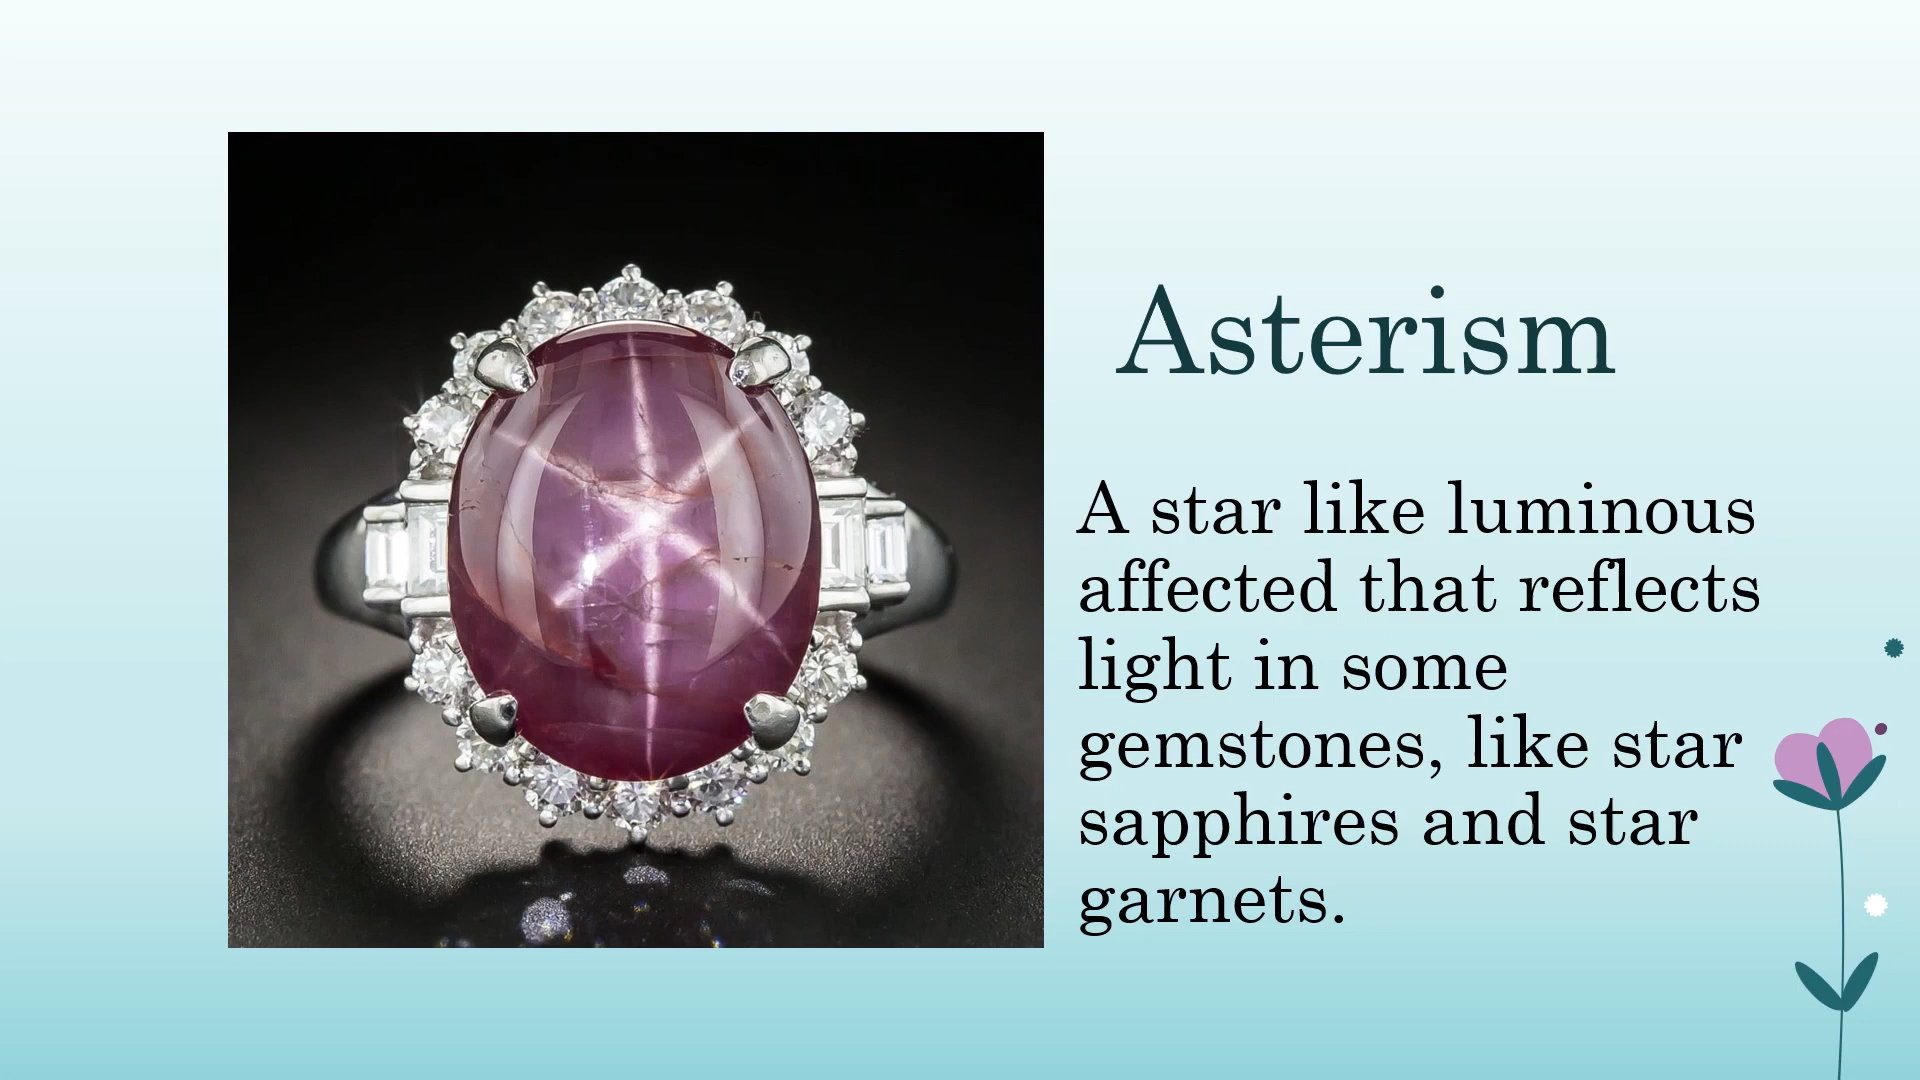 Asterism
A star like luminous
affected that reflects
light in some
gemstones, like star
sapphires and star
garnets.